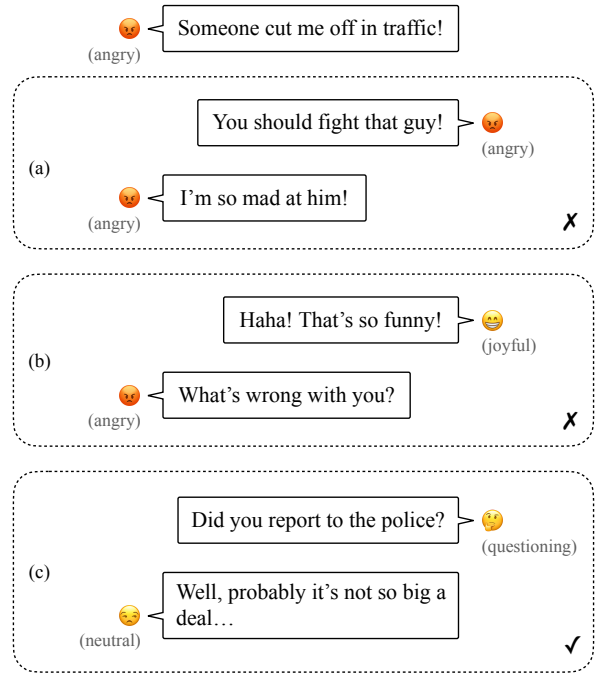 Someone cut me off in traffic!
(angry)
You should fight that guy!
(angry)
(a)
I'm so mad at him!
(angry)
✗
Haha! That's so funny!
(joyful)
(b)
What's wrong with you?
(angry)
✗
Did you report to the police?
(questioning)
(c)
Well, probably it's not so big a
deal…
(neutral)
✓